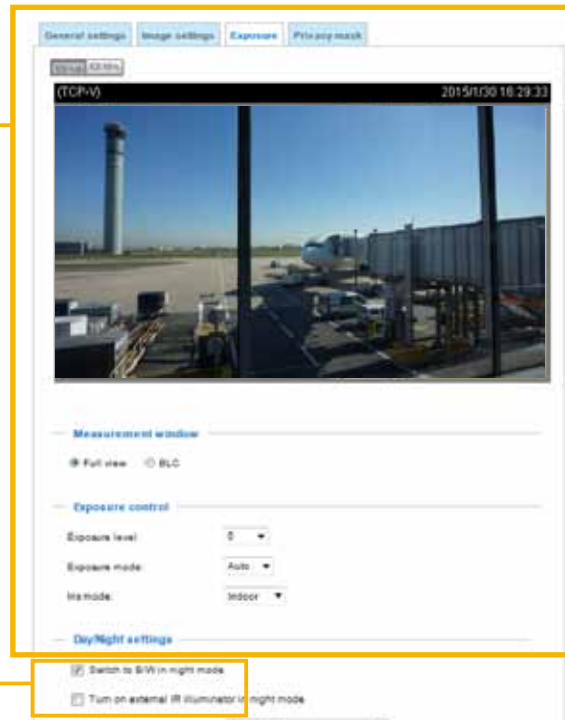 General settings Image settings Exposure Privacy mask
(TCP-V) 2015/1/30 16:29:33
Measurement window
Full view BLC
Exposure control
Exposure level: 0
Exposure mode: Auto
Iris mode: Indoor
Day/Night settings
Switch to B/W in night mode
Turn on external IR illuminator in night mode